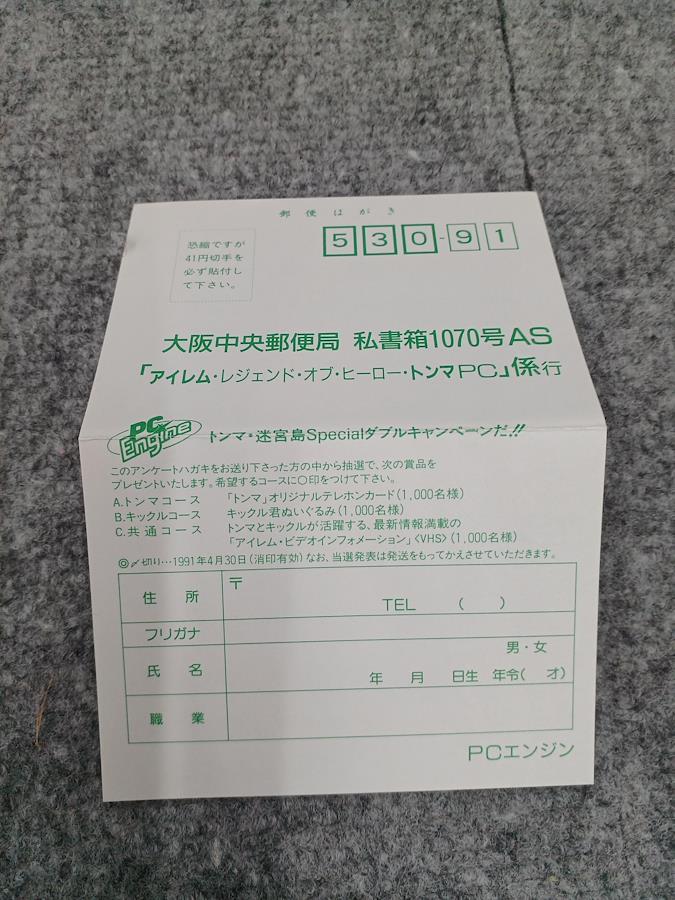 郵便はがき
恐縮ですが
41円切手を
必ず貼付し
て下さい。
530-91
大阪中央郵便局 私書箱1070号AS
「アイレム・レジェンド・オブ・ヒーロー・トンマPC」係行
PC Engine
トンマ・迷宮島Specialダブルキャンペーンだ!!
このアンケートハガキをお送り下さった方の中から抽選で、次の賞品を
プレゼントいたします。希望するコースに○印をつけて下さい。
A.トンマコース 「トンマ」オリジナルテレホンカード(1,000名様)
B.キックルコース キックル君ぬいぐるみ(1,000名様)
C.共通コース トンマとキックルが活躍する、最新情報満載の
「アイレム・ビデオインフォメーション」<VHS>(1,000名様)
◎〆切り…1991年4月30日(消印有効)なお、当選発表は発送をもってかえさせていただきます。
住所 〒
TEL ( )
フリガナ
氏名 男・女
年 月 日生 年令( 才)
職業
PCエンジン